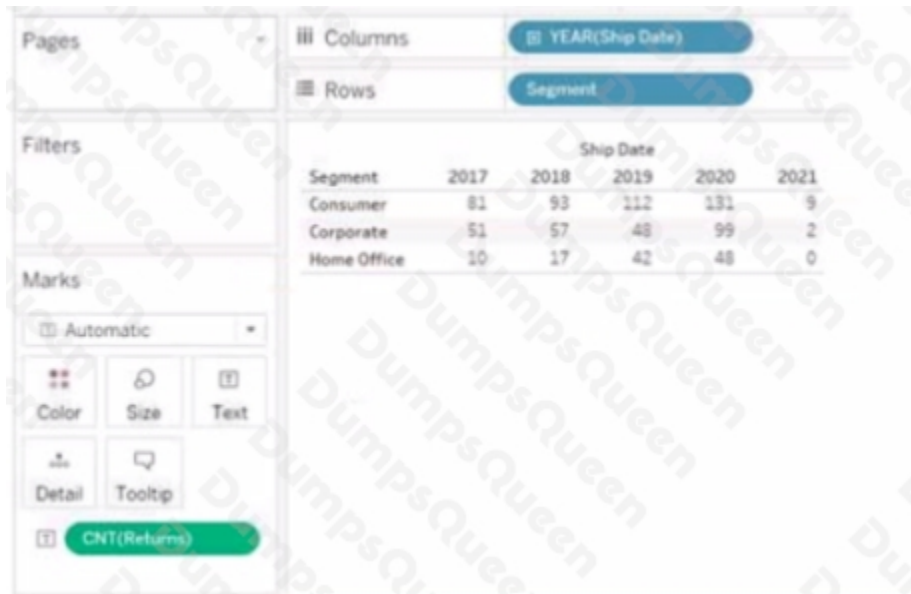 Pages
iii Columns
YEAR(Ship Date)
Rows
Segment
Filters
Ship Date
Segment 2017 2018 2019 2020 2021
Consumer 81 93 112 131 9
Corporate 51 57 48 99 2
Home Office 10 17 42 48 0
Marks
T Automatic
Color Size Text
Detail Tooltip
T CNT(Returns)
DumpsQueen